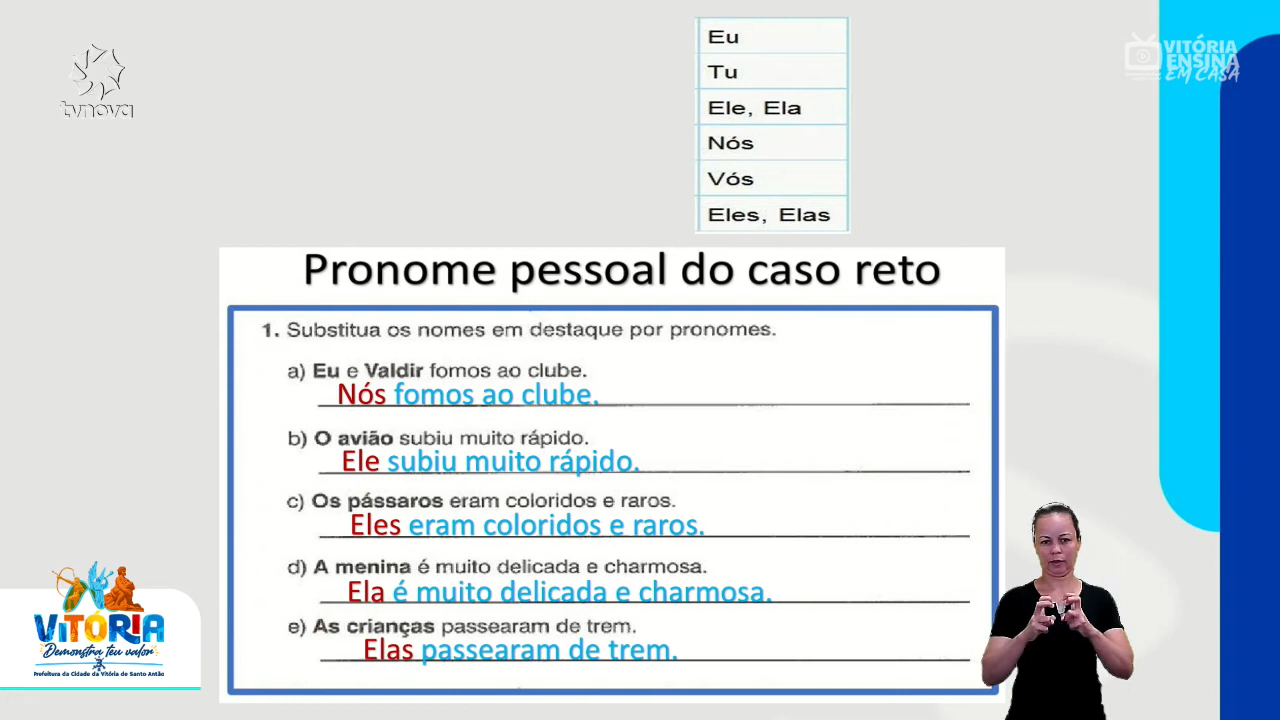 Eu
Tu
Ele, Ela
Nós
Vós
Eles, Elas
tvnova
VITÓRIA
ENSINA
EM CASA
Pronome pessoal do caso reto
1. Substitua os nomes em destaque por pronomes.
a) Eu e Valdir fomos ao clube.
Nós fomos ao clube.
b) O avião subiu muito rápido.
Ele subiu muito rápido.
c) Os pássaros eram coloridos e raros.
Eles eram coloridos e raros.
d) A menina é muito delicada e charmosa.
Ela é muito delicada e charmosa.
e) As crianças passearam de trem.
Elas passearam de trem.
VITÓRIA
Demonstra teu valor
Prefeitura da Cidade da Vitória de Santo Antão